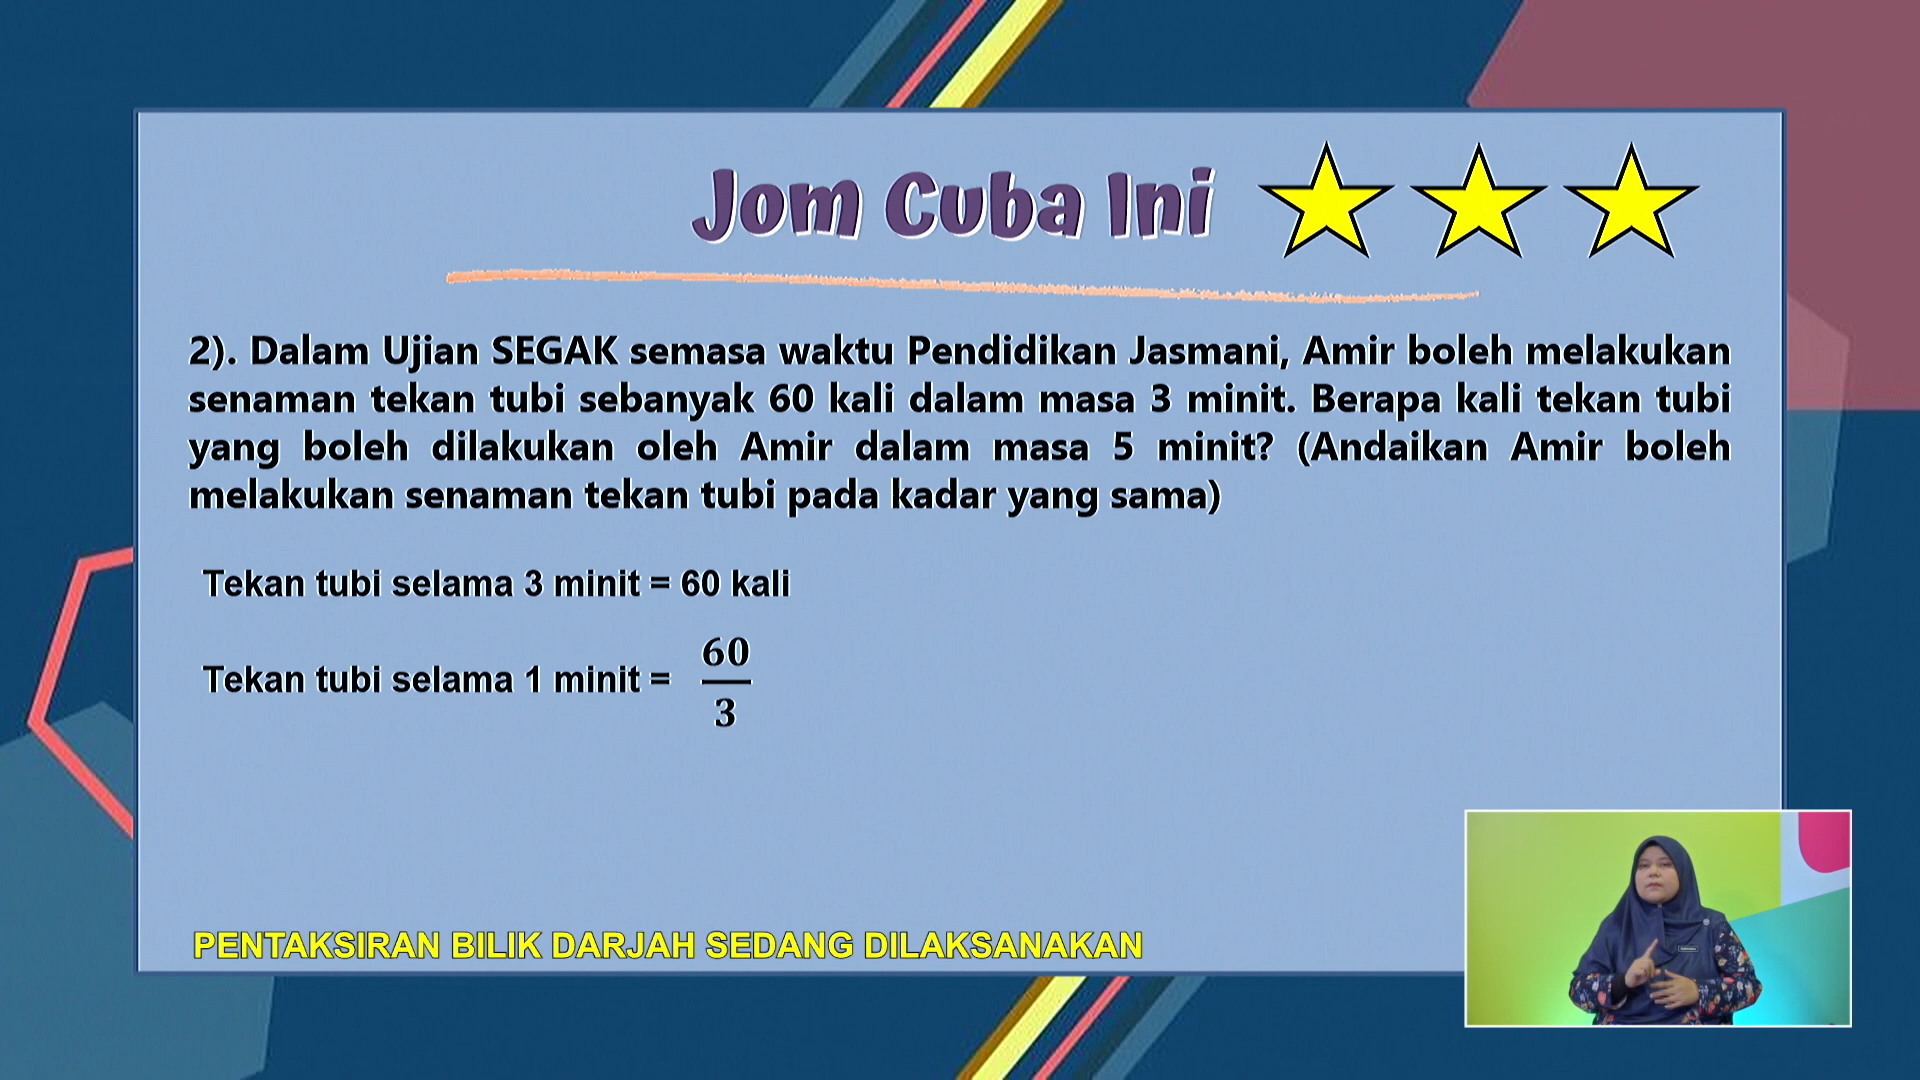 Jom Cuba Ini
2). Dalam Ujian SEGAK semasa waktu Pendidikan Jasmani, Amir boleh melakukan
senaman tekan tubi sebanyak 60 kali dalam masa 3 minit. Berapa kali tekan tubi
yang boleh dilakukan oleh Amir dalam masa 5 minit? (Andaikan Amir boleh
melakukan senaman tekan tubi pada kadar yang sama)
Tekan tubi selama 3 minit = 60 kali
Tekan tubi selama 1 minit = 60/3
PENTAKSIRAN BILIK DARJAH SEDANG DILAKSANAKAN